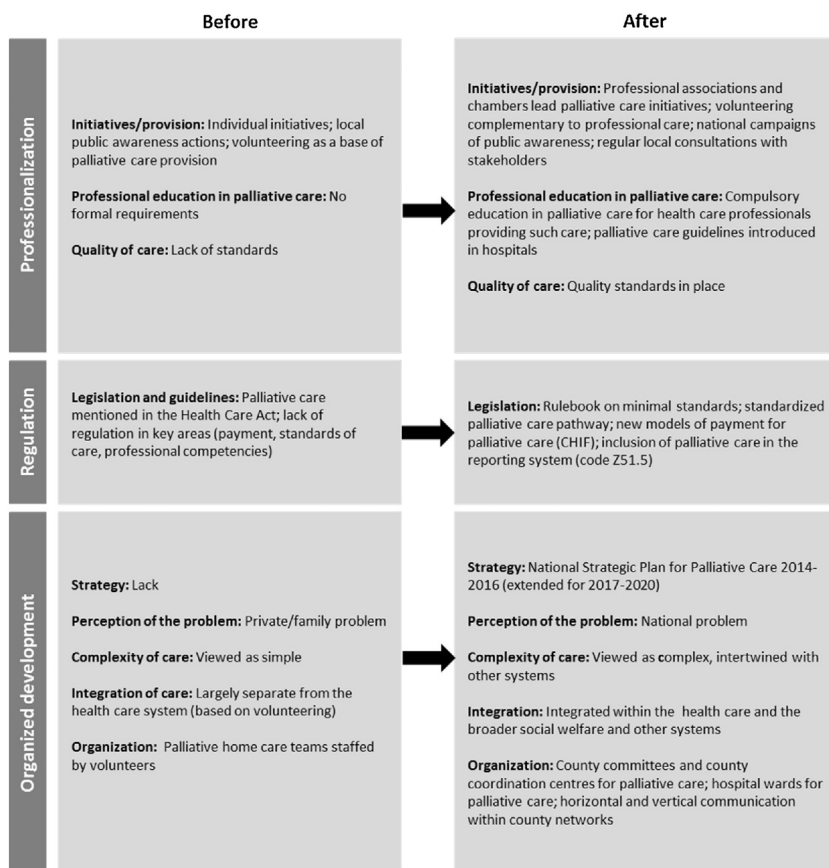 Before
After
Professionalization
Initiatives/provision: Individual initiatives; local
public awareness actions; volunteering as a base of
palliative care provision
Professional education in palliative care: No
formal requirements
Quality of care: Lack of standards
Initiatives/provision: Professional associations and
chambers lead palliative care initiatives; volunteering
complementary to professional care; national campaigns
of public awareness; regular local consultations with
stakeholders
Professional education in palliative care: Compulsory
education in palliative care for health care professionals
providing such care; palliative care guidelines introduced
in hospitals
Quality of care: Quality standards in place
Regulation
Legislation and guidelines: Palliative care
mentioned in the Health Care Act; lack of
regulation in key areas (payment, standards of
care, professional competencies)
Legislation: Rulebook on minimal standards; standardized
palliative care pathway; new models of payment for
palliative care (CHIF); inclusion of palliative care in the
reporting system (code Z51.5)
Organized development
Strategy: Lack
Perception of the problem: Private/family problem
Complexity of care: Viewed as simple
Integration of care: Largely separate from the
health care system (based on volunteering)
Organization: Palliative home care teams staffed
by volunteers
Strategy: National Strategic Plan for Palliative Care 2014-
2016 (extended for 2017-2020)
Perception of the problem: National problem
Complexity of care: Viewed as complex, intertwined with
other systems
Integration: Integrated within the health care and the
broader social welfare and other systems
Organization: County committees and county
coordination centres for palliative care; hospital wards for
palliative care; horizontal and vertical communication
within county networks